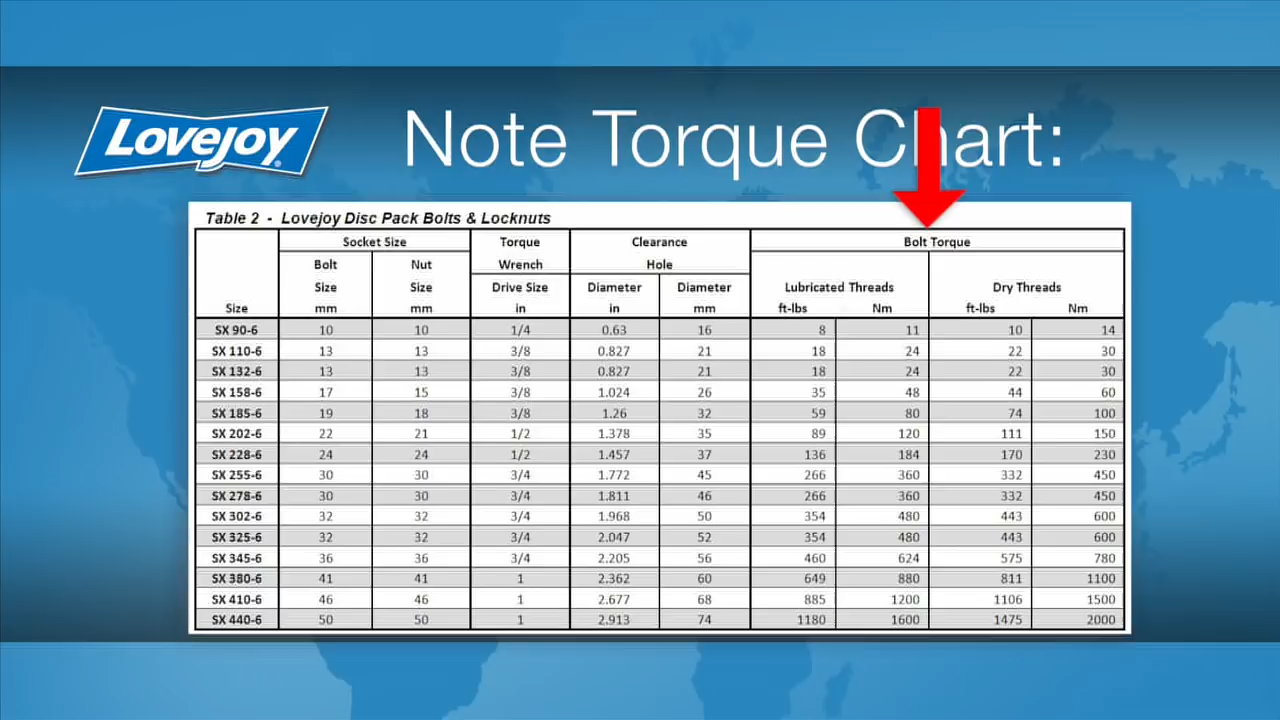 Lovejoy®
Note Torque Chart:
Table 2 - Lovejoy Disc Pack Bolts & Locknuts
Socket Size Torque Clearance Bolt Torque
Bolt Nut Wrench Hole
Size Size Drive Size Diameter Diameter Lubricated Threads Dry Threads
Size mm mm in in mm ft-lbs Nm ft-lbs Nm
SX 90-6 10 10 1/4 0.63 16 8 11 10 14
SX 110-6 13 13 3/8 0.827 21 18 24 22 30
SX 132-6 13 13 3/8 0.827 21 18 24 22 30
SX 158-6 17 15 3/8 1.024 26 35 48 44 60
SX 185-6 19 18 3/8 1.26 32 59 80 74 100
SX 202-6 22 21 1/2 1.378 35 89 120 111 150
SX 228-6 24 24 1/2 1.457 37 136 184 170 230
SX 255-6 30 30 3/4 1.772 45 266 360 332 450
SX 278-6 30 30 3/4 1.811 46 266 360 332 450
SX 302-6 32 32 3/4 1.968 50 354 480 443 600
SX 325-6 32 32 3/4 2.047 52 354 480 443 600
SX 345-6 36 36 3/4 2.205 56 460 624 575 780
SX 380-6 41 41 1 2.362 60 649 880 811 1100
SX 410-6 46 46 1 2.677 68 885 1200 1106 1500
SX 440-6 50 50 1 2.913 74 1180 1600 1475 2000